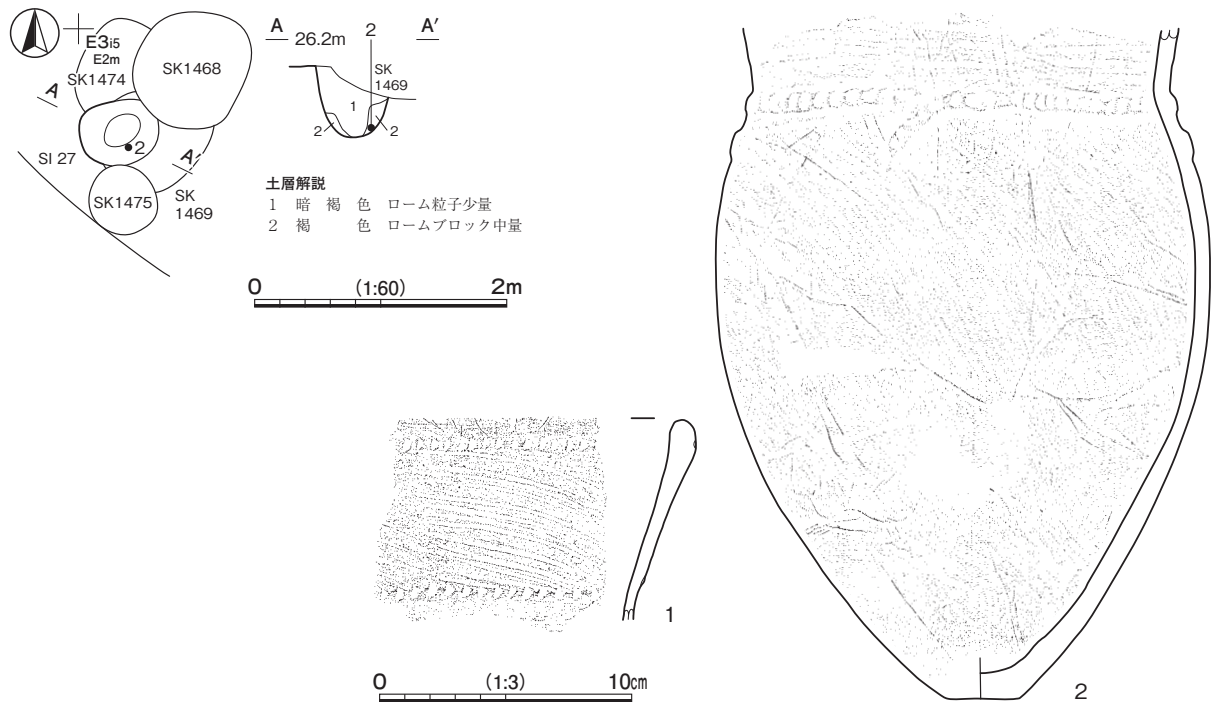 E3i5
E2m
SK1474
SK1468
A
2
SI 27
A′
SK1475
SK
1469
A
26.2m
2
A′
SK
1469
1
2
2
土層解説
1 暗褐色 ローム粒子少量
2 褐色 ロームブロック中量
0 (1:60) 2m
1
0 (1:3) 10㎝
2